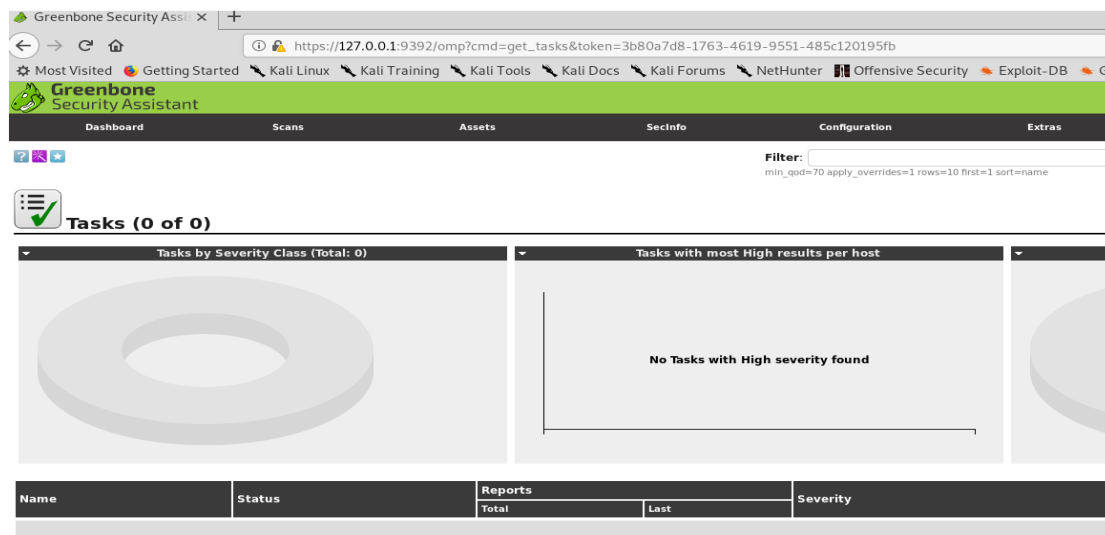 Greenbone Security Assi
https://127.0.0.1:9392/omp?cmd=get_tasks&token=3b80a7d8-1763-4619-9551-485c120195fb
Most Visited Getting Started Kali Linux Kali Training Kali Tools Kali Docs Kali Forums NetHunter Offensive Security Exploit-DB G
Greenbone
Security Assistant
Dashboard Scans Assets SecInfo Configuration Extras
Filter:
min_qod=70 apply_overrides=1 rows=10 first=1 sort=name
Tasks (0 of 0)
Tasks by Severity Class (Total: 0) Tasks with most High results per host
No Tasks with High severity found
Name Status Reports Severity
Total Last